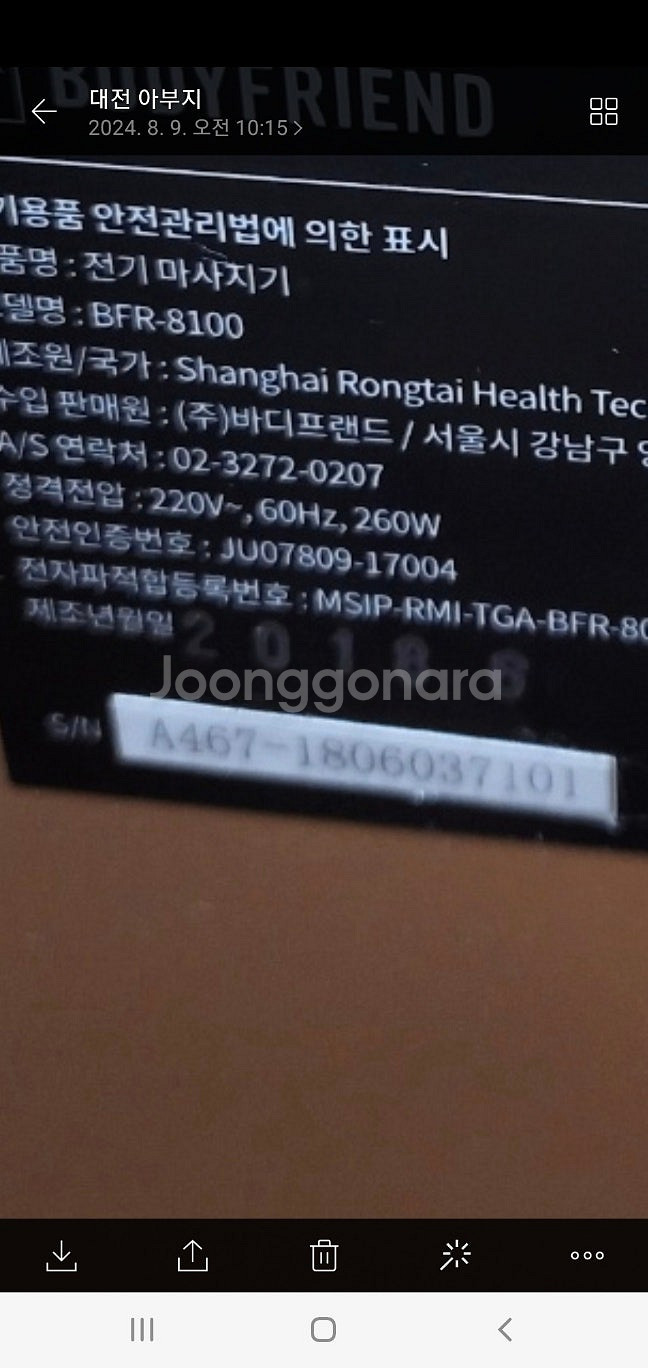 BODYFRIEND
대전 아부지
2024. 8. 9. 오전 10:15
기용품 안전관리법에 의한 표시
품명 : 전기 마사지기
델명 : BFR-8100
제조원/국가 : Shanghai Rongtai Health Tec
수입 판매원 : (주)바디프랜드 / 서울시 강남구
A/S 연락처 : 02-3272-0207
정격전압 : 220V~, 60Hz, 260W
안전인증번호 : JU07809-17004
전자파적합등록번호 : MSIP-RMI-TGA-BFR-80
제조년월일 2018 6
Joonggonara
S/N A467-1806037101